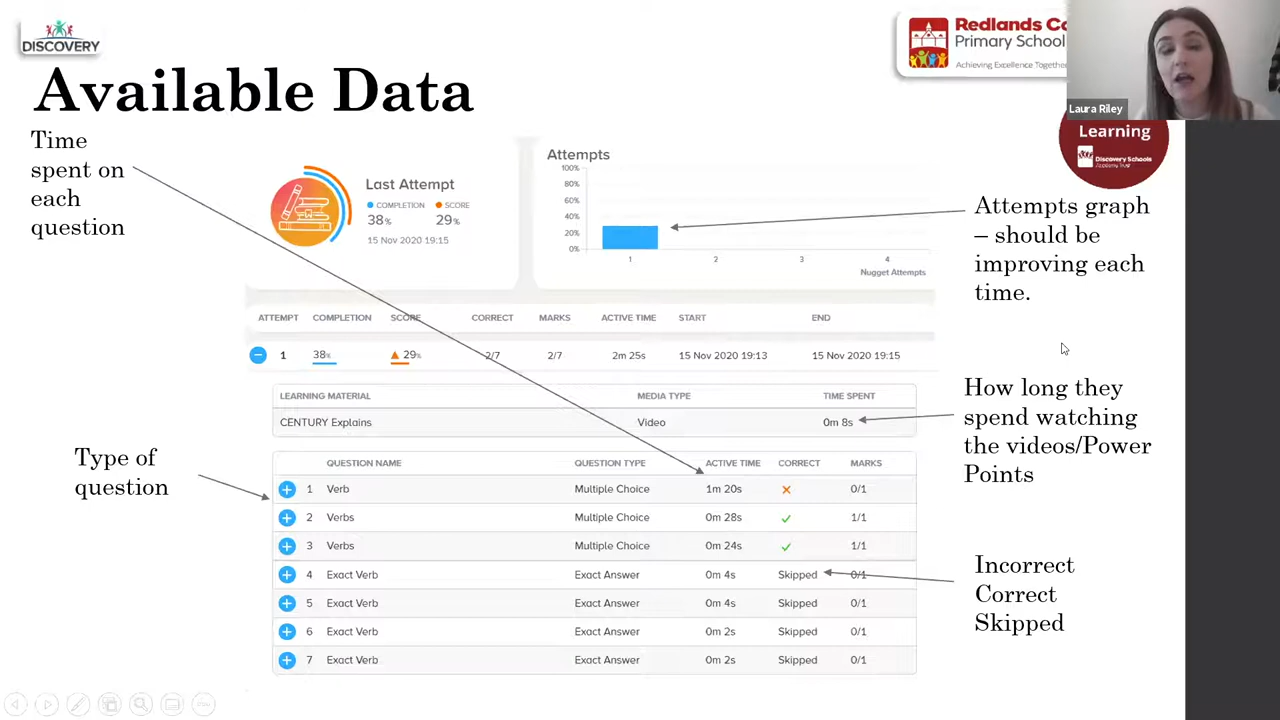 DISCOVERY
Redlands Co
Primary School
Achieving Excellence Together
Laura Riley
Learning
Discovery Schools
Academy Trust
Available Data
Time
spent on
each
question
Last Attempt
COMPLETION SCORE
38% 29%
15 Nov 2020 19:15
Attempts
100%
80%
60%
40%
20%
0%
1 2 3 4
Nugget Attempts
Attempts graph
– should be
improving each
time.
ATTEMPT COMPLETION SCORE CORRECT MARKS ACTIVE TIME START END
1 38% 29% 2/7 2/7 2m 25s 15 Nov 2020 19:13 15 Nov 2020 19:15
LEARNING MATERIAL MEDIA TYPE TIME SPENT
CENTURY Explains Video 0m 8s
How long they
spend watching
the videos/Power
Points
Type of
question
QUESTION NAME QUESTION TYPE ACTIVE TIME CORRECT MARKS
1 Verb Multiple Choice 1m 20s 0/1
2 Verbs Multiple Choice 0m 28s 1/1
3 Verbs Multiple Choice 0m 24s 1/1
4 Exact Verb Exact Answer 0m 4s Skipped 0/1
5 Exact Verb Exact Answer 0m 4s Skipped 0/1
6 Exact Verb Exact Answer 0m 2s Skipped 0/1
7 Exact Verb Exact Answer 0m 2s Skipped 0/1
Incorrect
Correct
Skipped